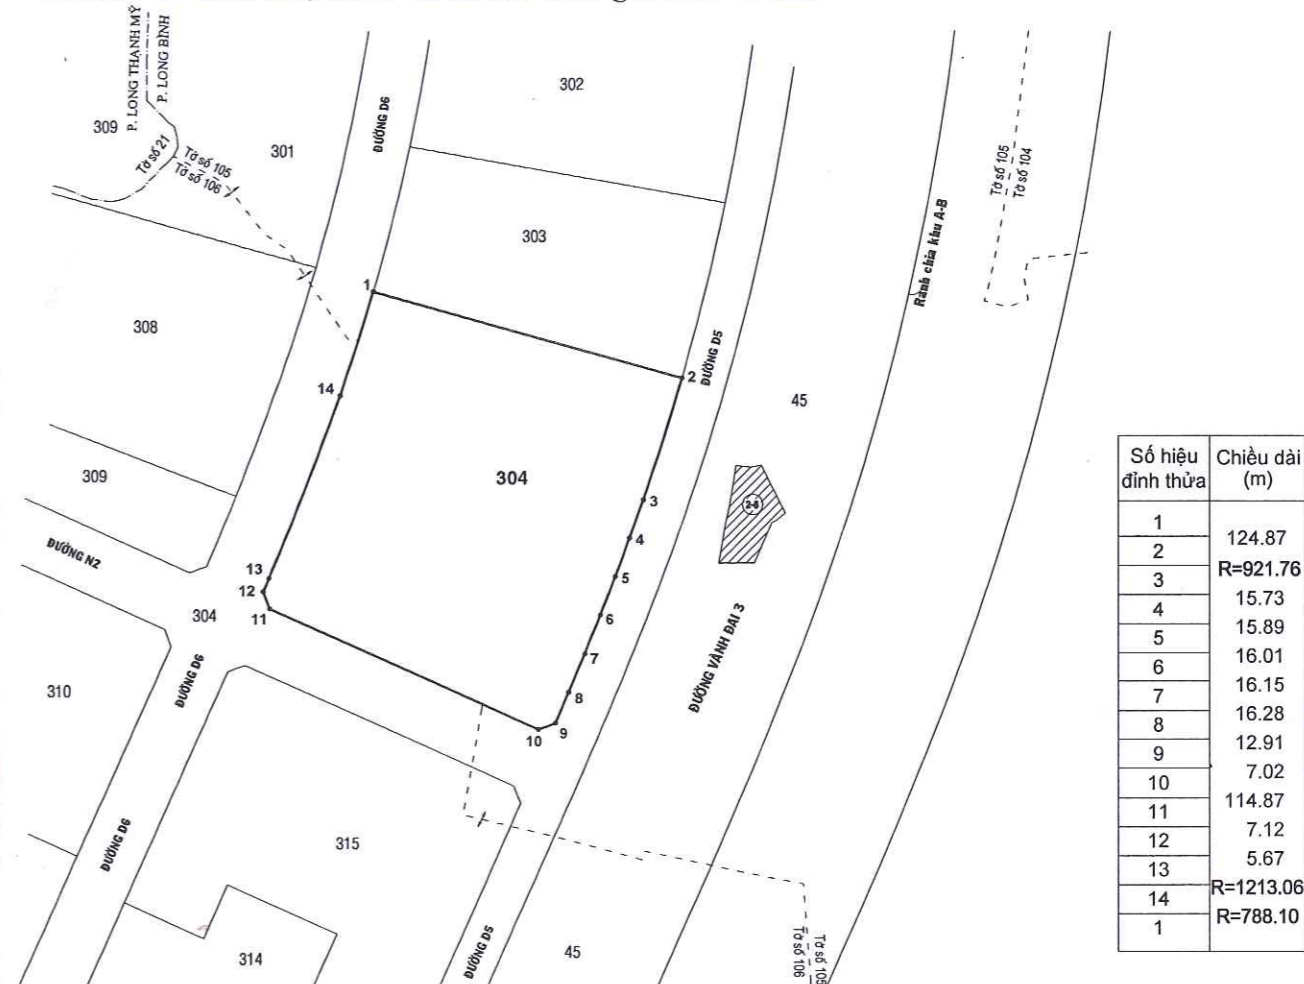 P. LONG THẠNH MỸ
P. LONG BÌNH
309
Tờ số 21
Tờ số 105
Tờ số 106
301
ĐƯỜNG D6
302
303
Ranh chia khu A-B
Tờ số 105
Tờ số 104
308
1
2
ĐƯỜNG D5
14
45
304
309
3
2-8
4
ĐƯỜNG N2
13
5
12
304
11
6
ĐƯỜNG VÀNH ĐAI 3
7
310
ĐƯỜNG D6
8
10
9
ĐƯỜNG D6
315
314
ĐƯỜNG D5
45
Tờ số 106
Tờ số 105
Số hiệu đỉnh thửa
Chiều dài (m)
1
124.87
2
R=921.76
3
15.73
4
15.89
5
16.01
6
16.15
7
16.28
8
12.91
9
7.02
10
114.87
11
7.12
12
5.67
13
R=1213.06
14
R=788.10
1